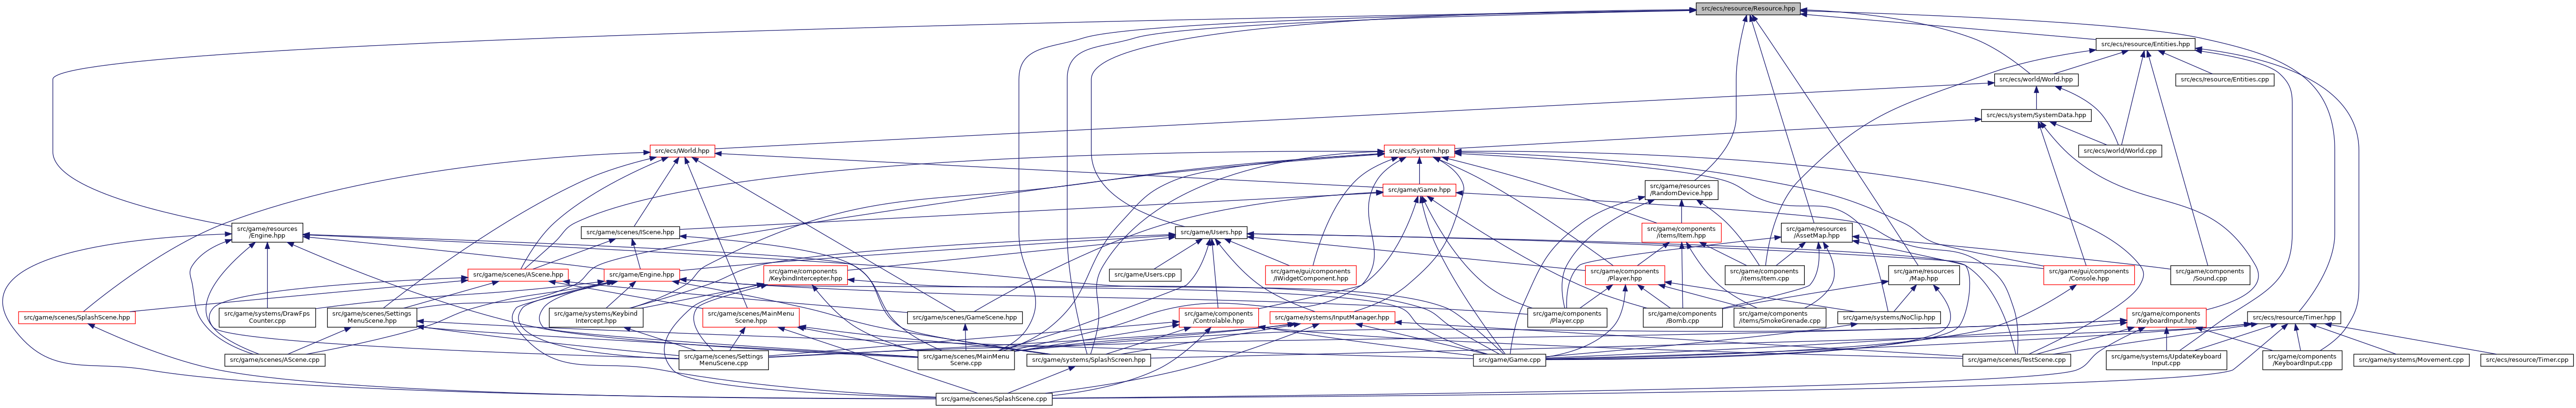 src/ecs/resource/Resource.hpp
src/ecs/resource/Entities.hpp
src/ecs/world/World.hpp
src/ecs/resource/Entities.cpp
src/ecs/system/SystemData.hpp
src/ecs/World.hpp
src/ecs/System.hpp
src/ecs/world/World.cpp
src/game/Game.hpp
src/game/resources
/RandomDevice.hpp
src/game/resources
/Engine.hpp
src/game/scenes/IScene.hpp
src/game/Users.hpp
src/game/components
/items/Item.hpp
src/game/resources
/AssetMap.hpp
src/game/scenes/AScene.hpp
src/game/Engine.hpp
src/game/components
/KeybindIntercepter.hpp
src/game/Users.cpp
src/game/gui/components
/IWidgetComponent.hpp
src/game/components
/Player.hpp
src/game/components
/items/Item.cpp
src/game/resources
/Map.hpp
src/game/gui/components
/Console.hpp
src/game/components
/Sound.cpp
src/game/scenes/SplashScene.hpp
src/game/systems/DrawFps
Counter.cpp
src/game/scenes/Settings
MenuScene.hpp
src/game/systems/Keybind
Intercept.hpp
src/game/scenes/MainMenu
Scene.hpp
src/game/scenes/GameScene.hpp
src/game/components
/Controlable.hpp
src/game/systems/InputManager.hpp
src/game/components
/Player.cpp
src/game/components
/Bomb.cpp
src/game/components
/items/SmokeGrenade.cpp
src/game/systems/NoClip.hpp
src/game/components
/KeyboardInput.hpp
src/ecs/resource/Timer.hpp
src/game/scenes/AScene.cpp
src/game/scenes/Settings
MenuScene.cpp
src/game/scenes/MainMenu
Scene.cpp
src/game/systems/SplashScreen.hpp
src/game/Game.cpp
src/game/scenes/TestScene.cpp
src/game/systems/UpdateKeyboard
Input.cpp
src/game/components
/KeyboardInput.cpp
src/game/systems/Movement.cpp
src/ecs/resource/Timer.cpp
src/game/scenes/SplashScene.cpp